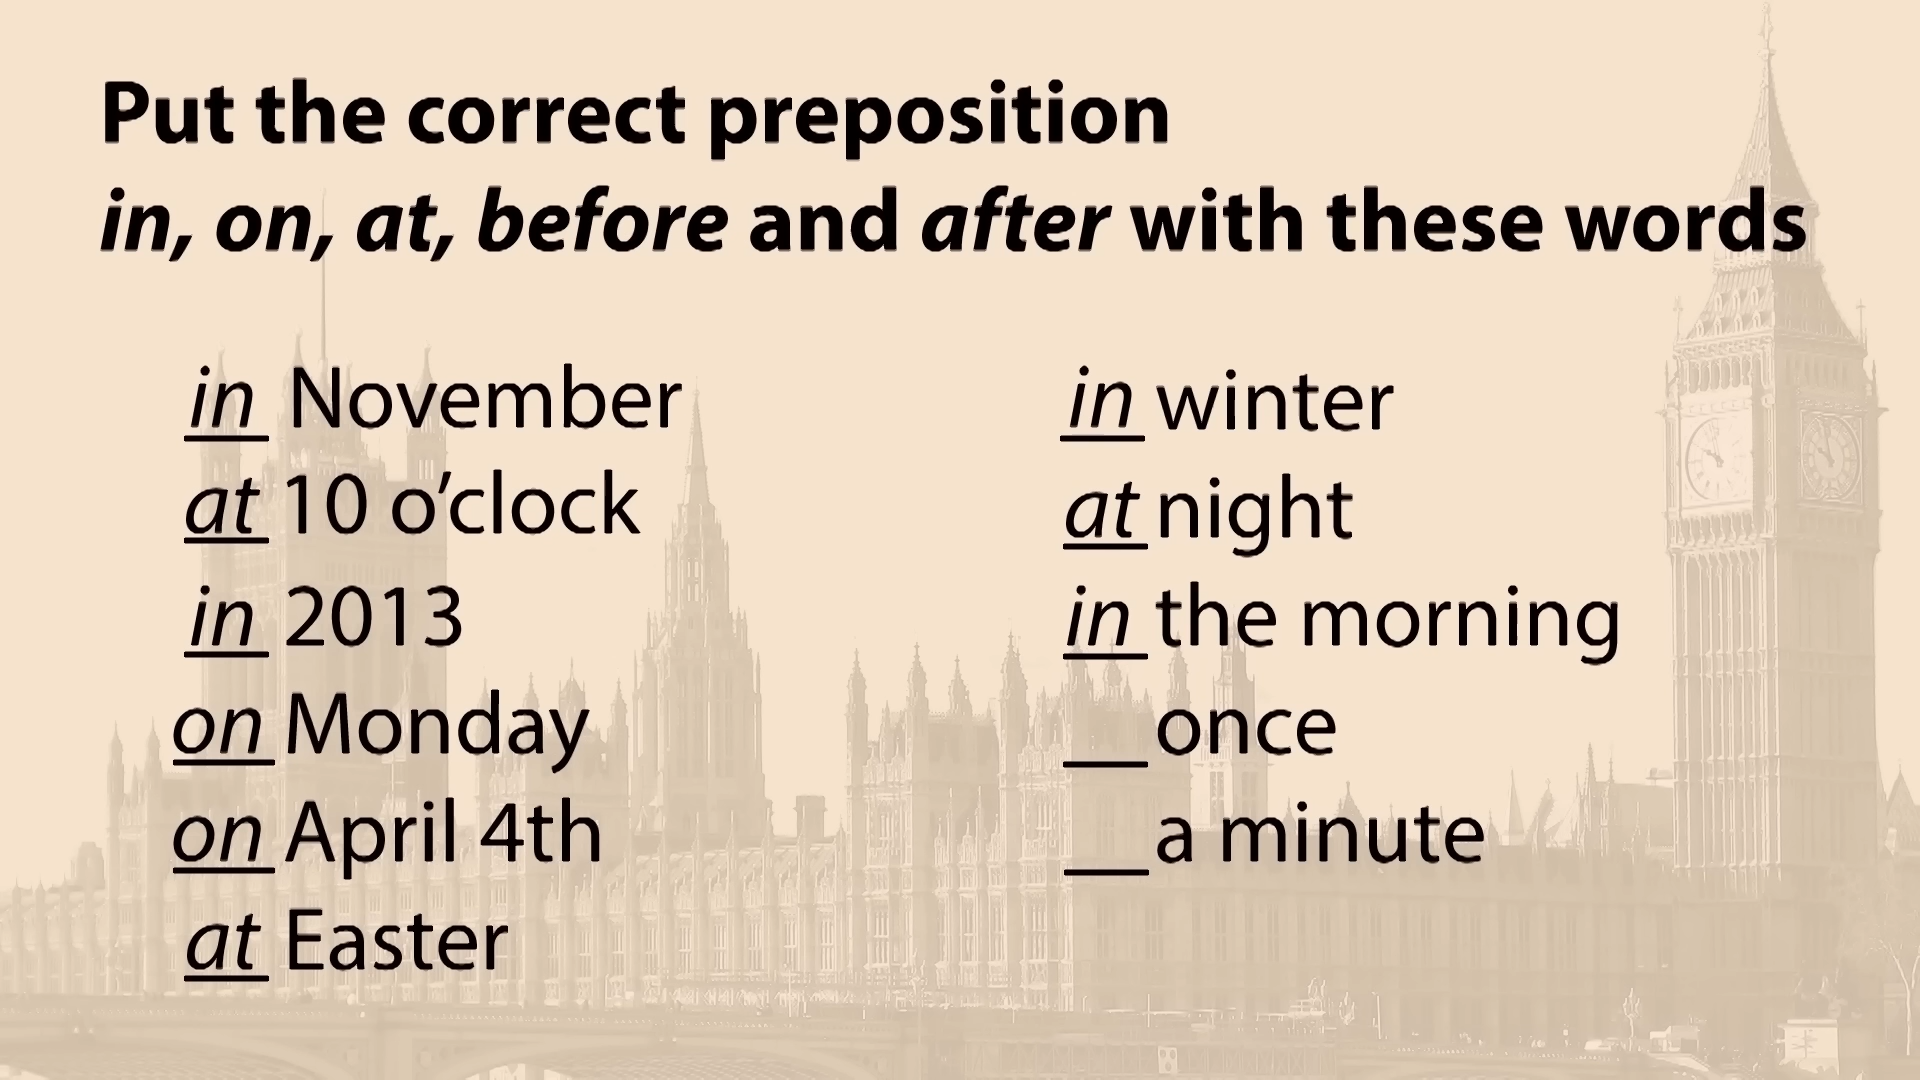 Put the correct preposition
in, on, at, before and after with these words
in November
at 10 o’clock
in 2013
on Monday
on April 4th
at Easter
in winter
at night
in the morning
__ once
__ a minute